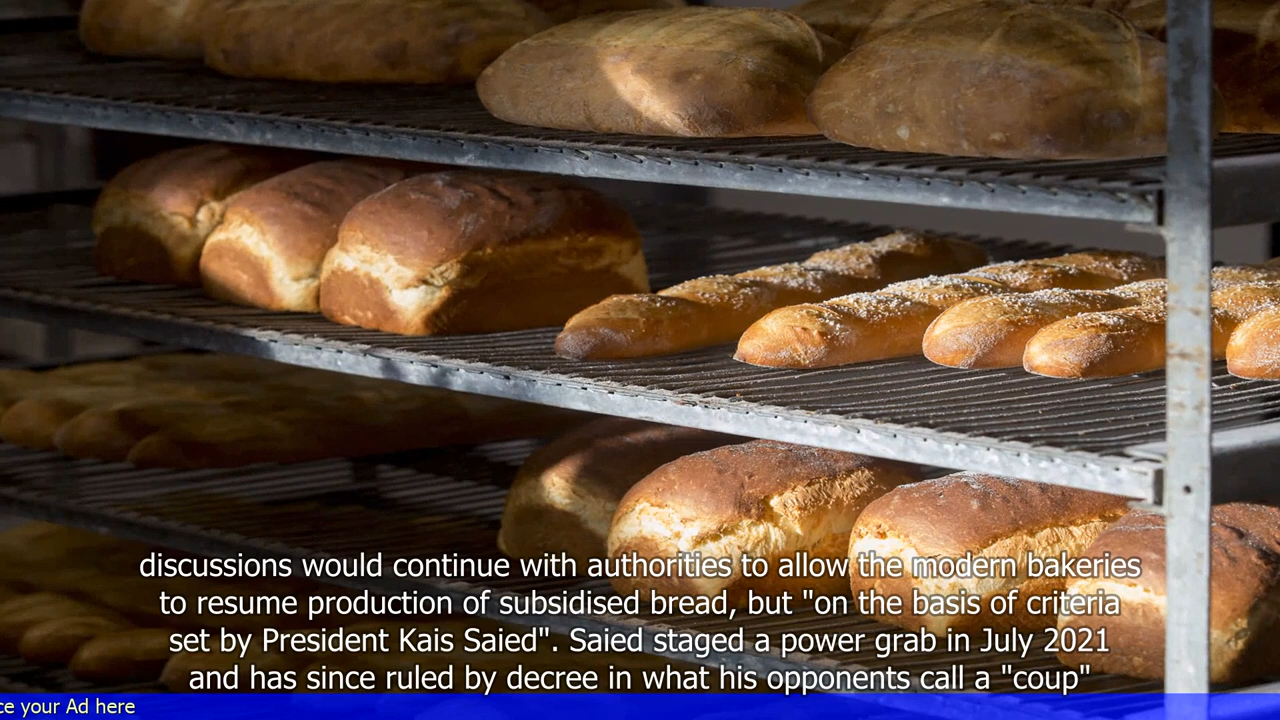 discussions would continue with authorities to allow the modern bakeries
to resume production of subsidised bread, but "on the basis of criteria
set by President Kais Saied". Saied staged a power grab in July 2021
and has since ruled by decree in what his opponents call a "coup"
ce your Ad here